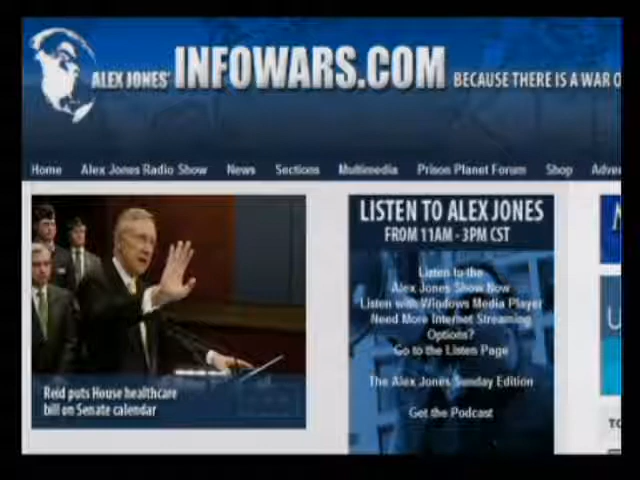 ALEX JONES' INFOWARS.COM BECAUSE THERE IS A WAR O
Home Alex Jones Radio Show News Sections Multimedia Prison Planet Forum Shop Adve
LISTEN TO ALEX JONES
FROM 11AM - 3PM CST
Listen to the
Alex Jones Show Now
Listen with Windows Media Player
Need More Internet Streaming
Options?
Go to the Listen Page
The Alex Jones Sunday Edition
Get the Podcast
Reid puts House healthcare
bill on Senate calendar
U
TO